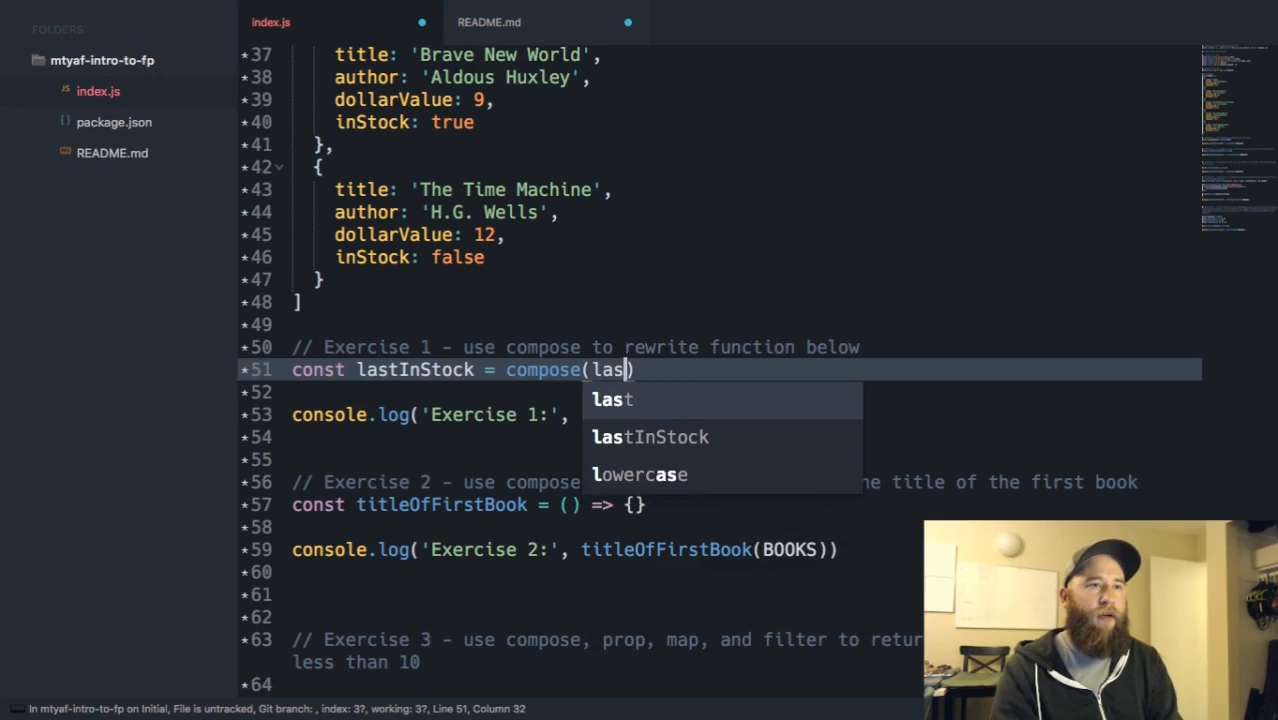 FOLDERS
mtyaf-intro-to-fp
JS index.js
package.json
README.md
index.js
README.md
37 title: 'Brave New World',
38 author: 'Aldous Huxley',
39 dollarValue: 9,
40 inStock: true
41 },
42 {
43 title: 'The Time Machine',
44 author: 'H.G. Wells',
45 dollarValue: 12,
46 inStock: false
47 }
48 ]
49
50 // Exercise 1 - use compose to rewrite function below
51 const lastInStock = compose(las)
52
last
53 console.log('Exercise 1:',
54
lastInStock
55
lowercase
56 // Exercise 2 - use compose he title of the first book
57 const titleOfFirstBook = () => {}
58
59 console.log('Exercise 2:', titleOfFirstBook(BOOKS))
60
61
62
63 // Exercise 3 - use compose, prop, map, and filter to retur
less than 10
64
In mtyaf-intro-to-fp on Initial, File is untracked, Git branch: , index: 3?, working: 3?, Line 51, Column 32